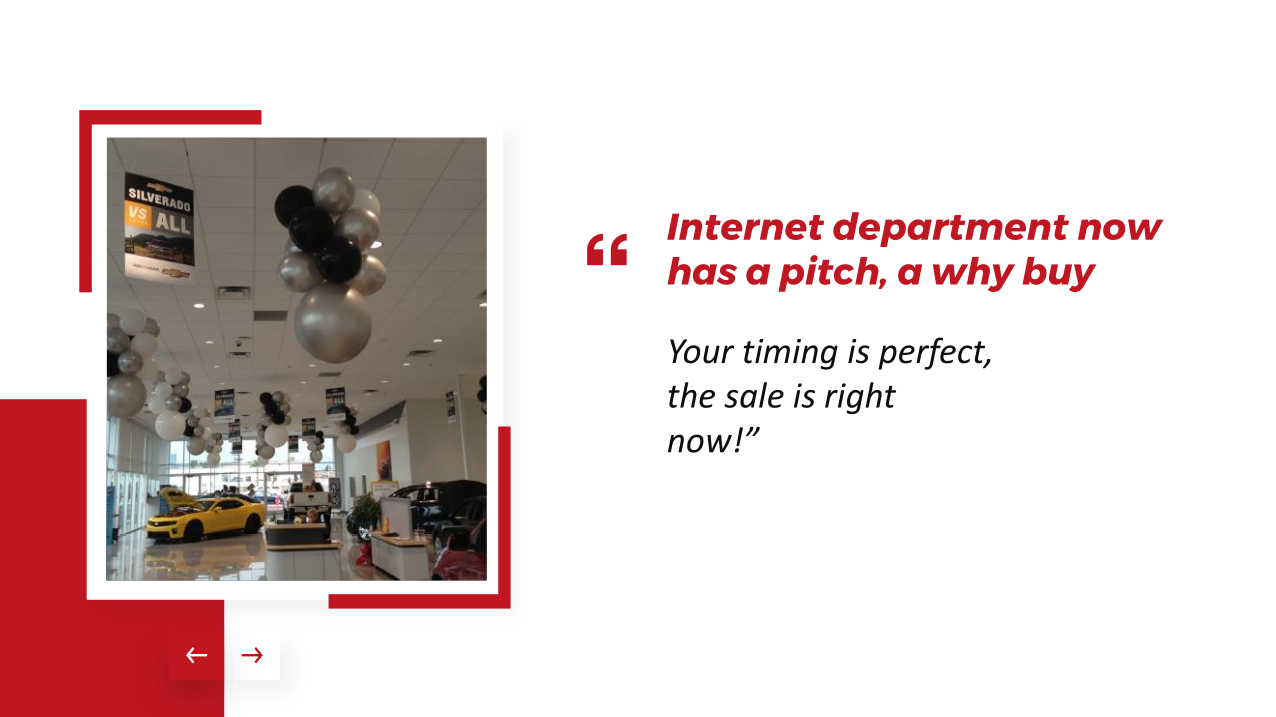 SILVERADO
VS ALL
“ Internet department now
has a pitch, a why buy
Your timing is perfect,
the sale is right
now!”